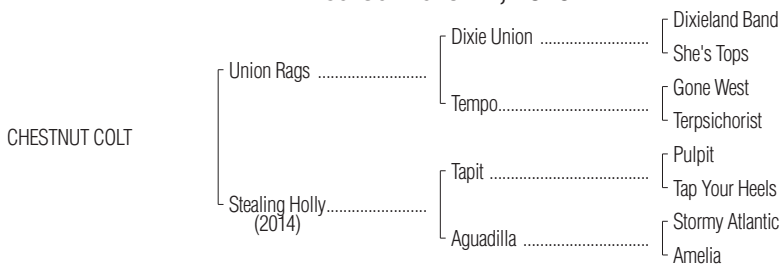 Dixieland Band
Dixie Union
She's Tops
Union Rags
Gone West
Tempo
Terpsichorist
CHESTNUT COLT
Pulpit
Tapit
Tap Your Heels
Stealing Holly
(2014)
Stormy Atlantic
Aguadilla
Amelia